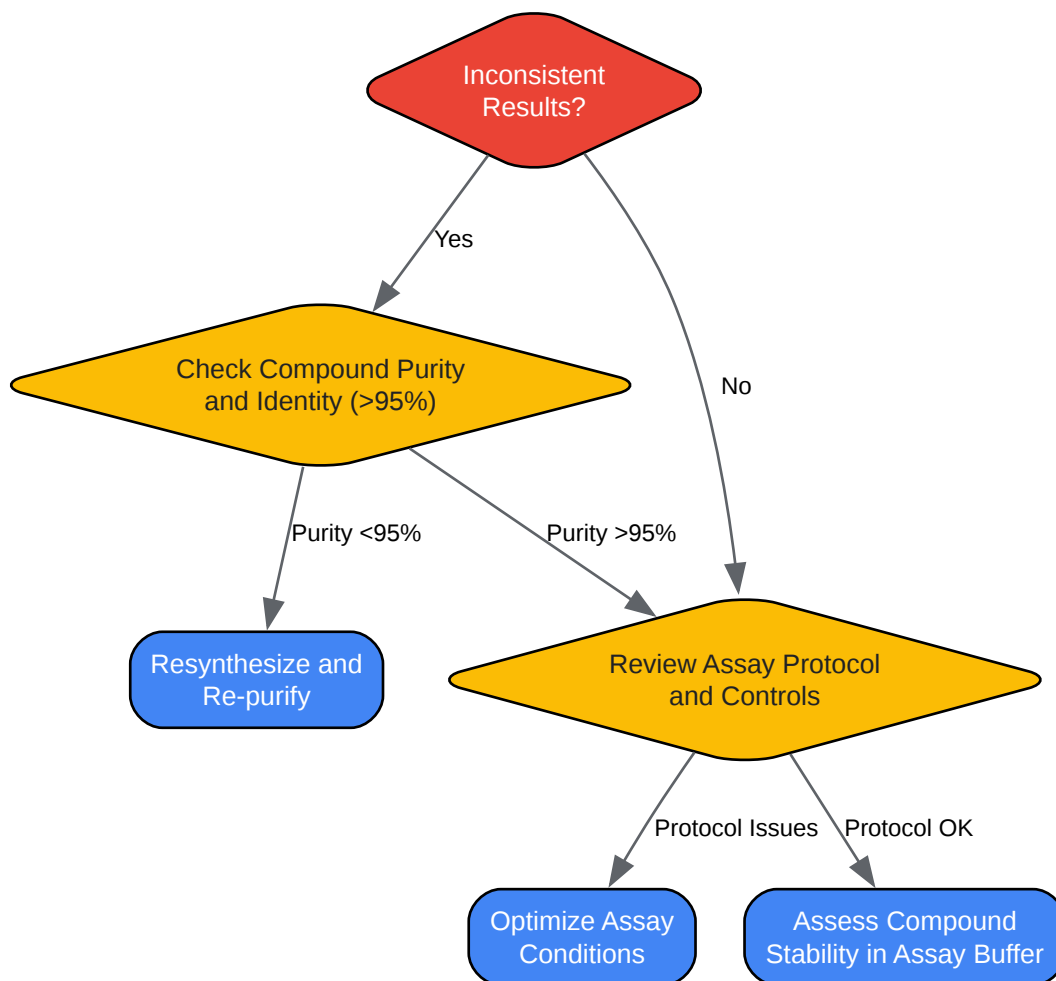 Inconsistent
Results?
Yes
No
Check Compound Purity
and Identity (>95%)
Purity <95%
Purity >95%
Resynthesize and
Re-purify
Review Assay Protocol
and Controls
Protocol Issues
Protocol OK
Optimize Assay
Conditions
Assess Compound
Stability in Assay Buffer